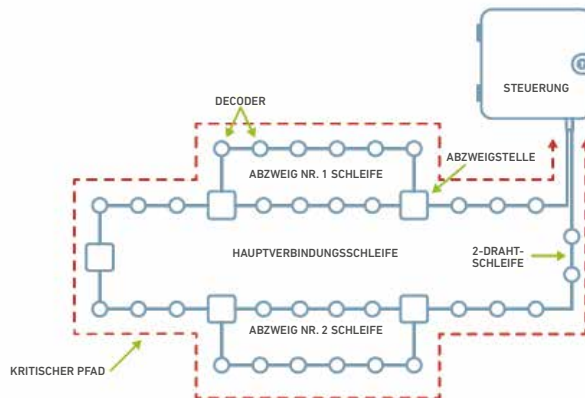 STEUERUNG
DECODER
ABZWEIGSTELLE
ABZWEIG NR. 1 SCHLEIFE
HAUPTVERBINDUNGSSCHLEIFE
2-DRAHT-
SCHLEIFE
ABZWEIG NR. 2 SCHLEIFE
KRITISCHER PFAD